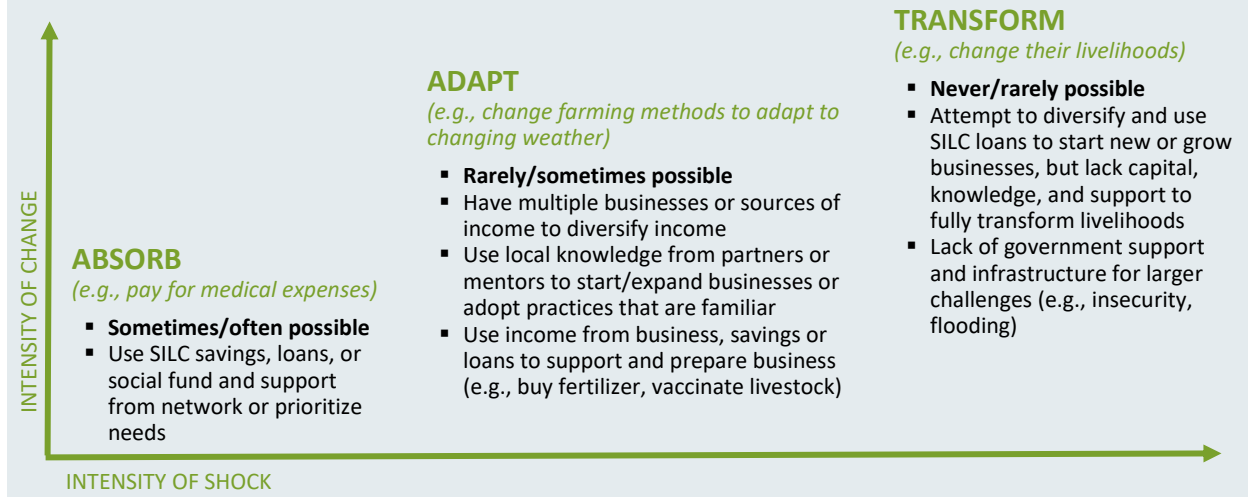 TRANSFORM
(e.g., change their livelihoods)
▪ Never/rarely possible
▪ Attempt to diversify and use
SILC loans to start new or grow
businesses, but lack capital,
knowledge, and support to
fully transform livelihoods
▪ Lack of government support
and infrastructure for larger
challenges (e.g., insecurity,
flooding)
ADAPT
(e.g., change farming methods to adapt to
changing weather)
▪ Rarely/sometimes possible
▪ Have multiple businesses or sources of
income to diversify income
▪ Use local knowledge from partners or
mentors to start/expand businesses or
adopt practices that are familiar
▪ Use income from business, savings or
loans to support and prepare business
(e.g., buy fertilizer, vaccinate livestock)
ABSORB
(e.g., pay for medical expenses)
▪ Sometimes/often possible
▪ Use SILC savings, loans, or
social fund and support
from network or prioritize
needs
INTENSITY OF CHANGE
INTENSITY OF SHOCK